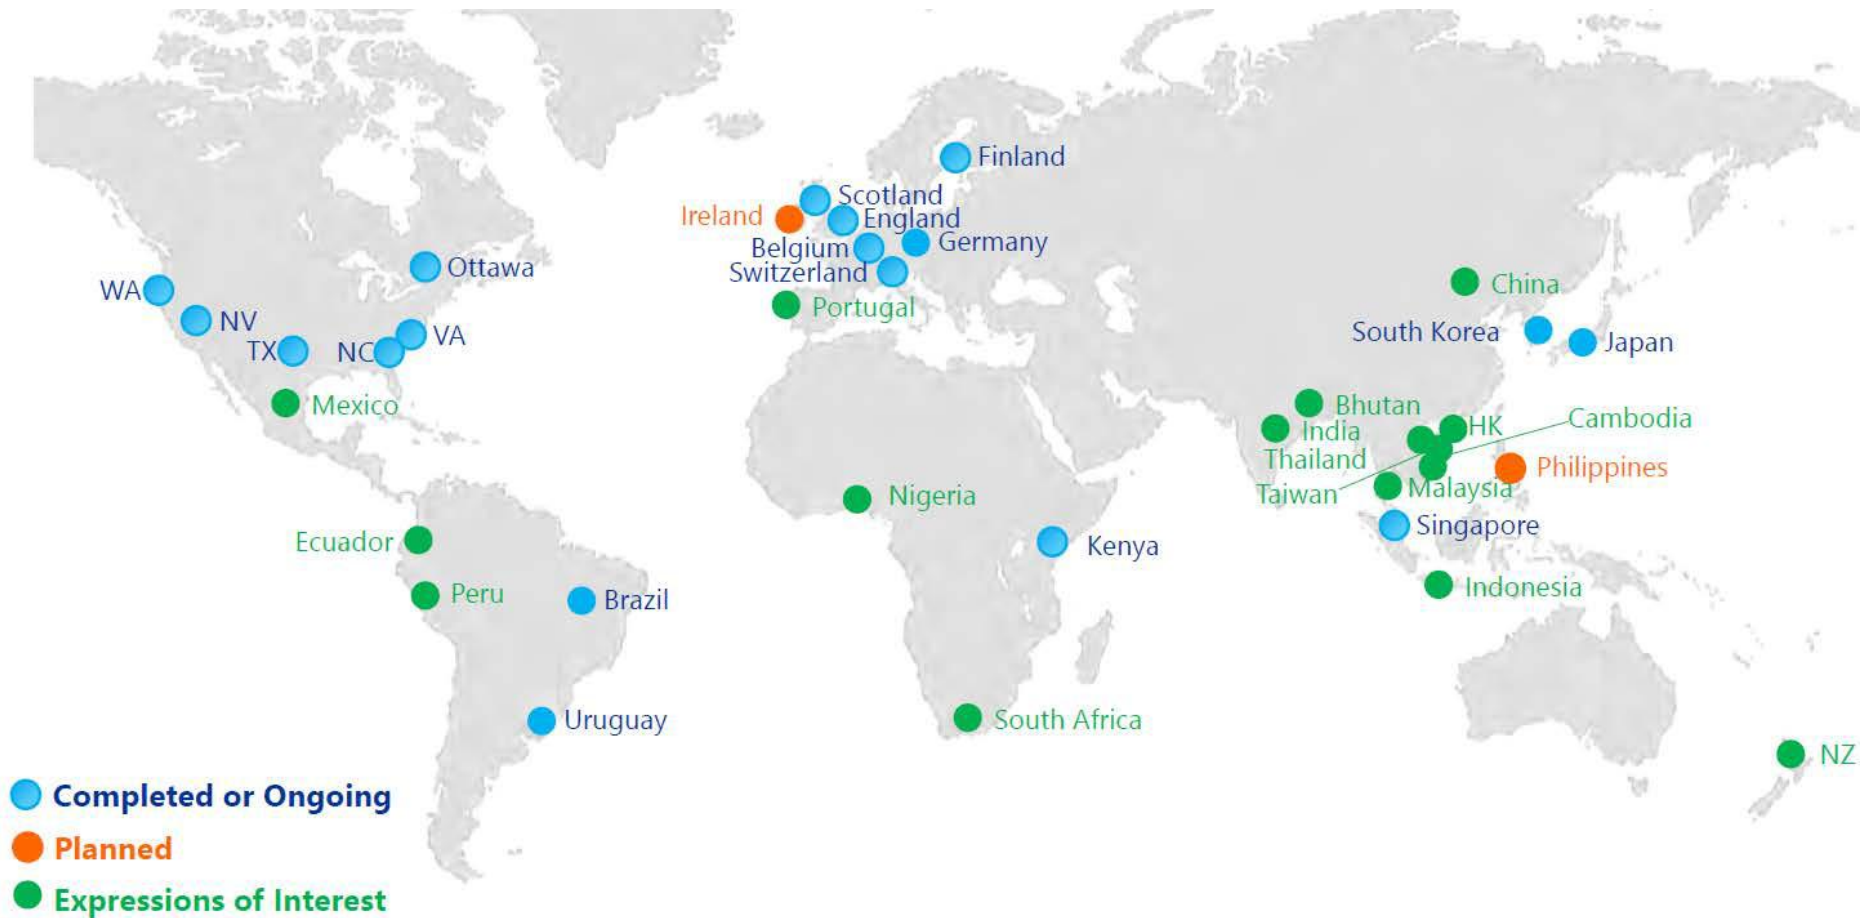 Finland
Scotland
Ireland
England
Belgium
Germany
Switzerland
Ottawa
WA
NV
VA
TX
NC
Portugal
China
South Korea
Japan
Mexico
Bhutan
Cambodia
India
HK
Thailand
Philippines
Taiwan
Malaysia
Nigeria
Singapore
Ecuador
Kenya
Indonesia
Peru
Brazil
Uruguay
South Africa
NZ
Completed or Ongoing
Planned
Expressions of Interest